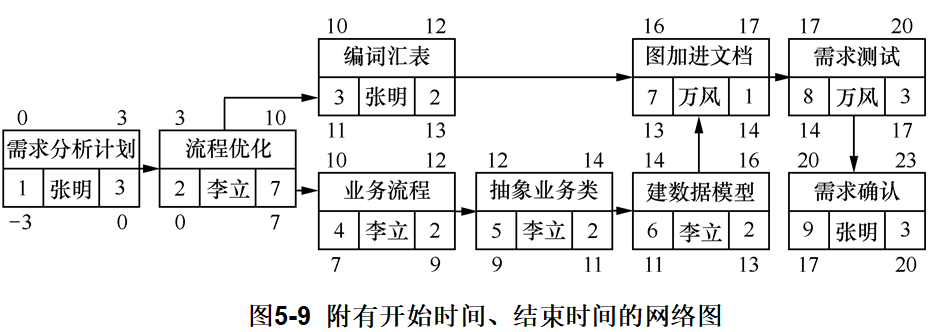 10 12
编词汇表
3 张明 2
11 13
16 17
图加进文档
7 万风 1
13 14
17 20
需求测试
8 万风 3
14 17
0 3
需求分析计划
1 张明 3
−3 0
3 10
流程优化
2 李立 7
0 7
10 12
业务流程
4 李立 2
7 9
12 14
抽象业务类
5 李立 2
9 11
14 16
建数据模型
6 李立 2
11 13
20 23
需求确认
9 张明 3
17 20
图5-9 附有开始时间、结束时间的网络图